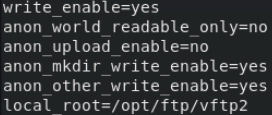 write_enable=yes
anon_world_readable_only=no
anon_upload_enable=no
anon_mkdir_write_enable=yes
anon_other_write_enable=yes
local_root=/opt/ftp/vftp2